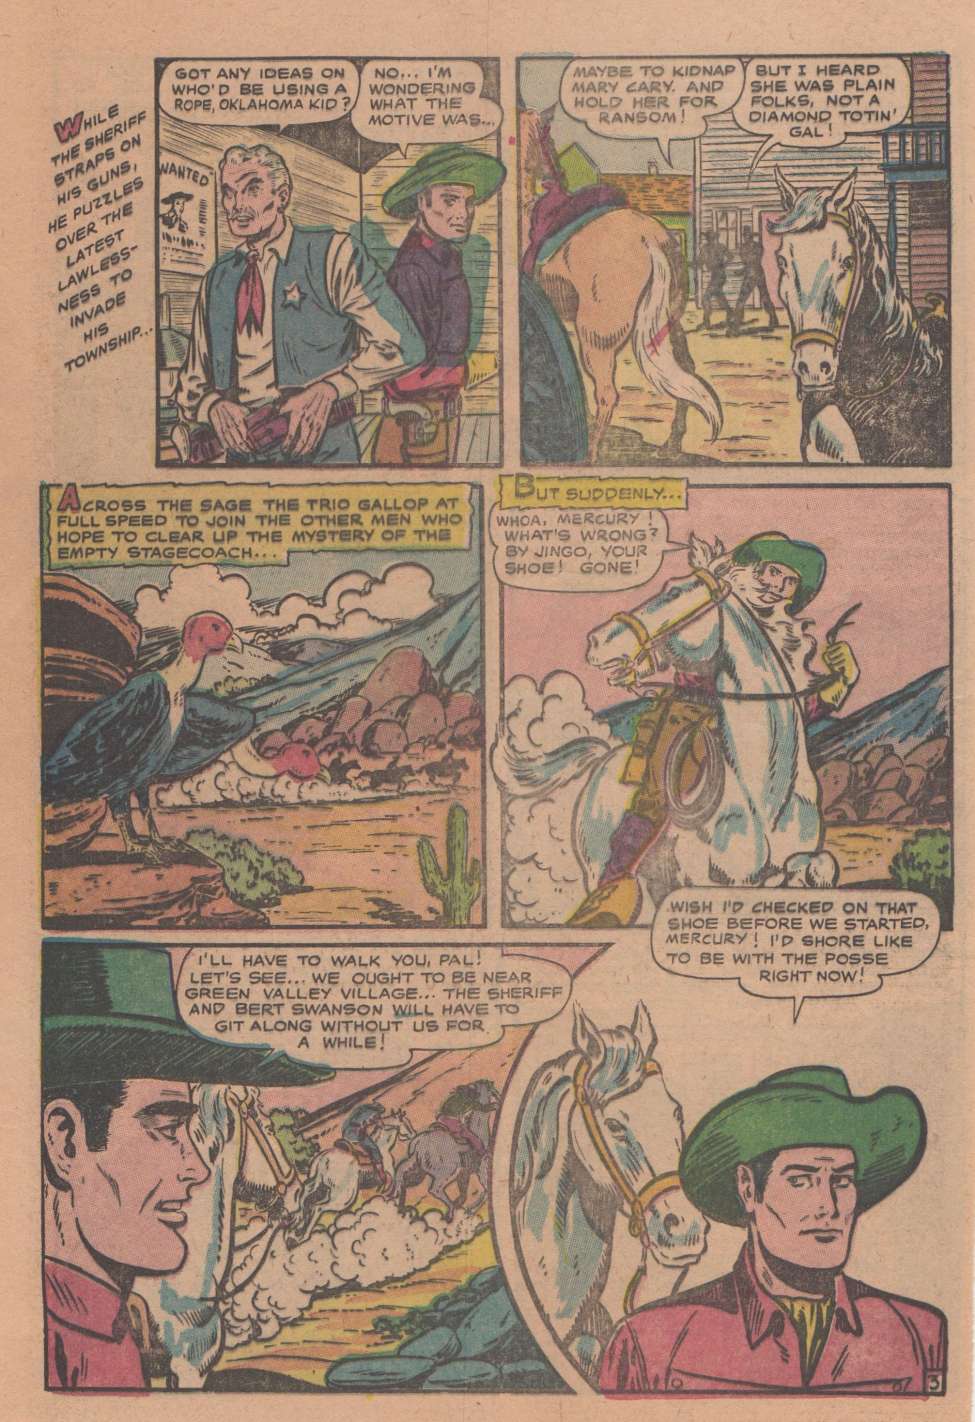 WHILE
THE SHERIFF
STRAPS ON
HIS GUNS,
HE PUZZLES
OVER THE
LATEST
LAWLESS-
NESS TO
INVADE
HIS
TOWNSHIP...
GOT ANY IDEAS ON
WHO'D BE USING A
ROPE, OKLAHOMA KID?
NO... I'M
WONDERING
WHAT THE
MOTIVE WAS...
WANTED
MAYBE TO KIDNAP
MARY CARY. AND
HOLD HER FOR
RANSOM!
BUT I HEARD
SHE WAS PLAIN
FOLKS, NOT A
DIAMOND TOTIN'
GAL!
ACROSS THE SAGE THE TRIO GALLOP AT
FULL SPEED TO JOIN THE OTHER MEN WHO
HOPE TO CLEAR UP THE MYSTERY OF THE
EMPTY STAGECOACH...
BUT SUDDENLY...
WHOA, MERCURY!
WHAT'S WRONG?
BY JINGO, YOUR
SHOE! GONE!
I'LL HAVE TO WALK YOU, PAL!
LET'S SEE... WE OUGHT TO BE NEAR
GREEN VALLEY VILLAGE... THE SHERIFF
AND BERT SWANSON WILL HAVE TO
GIT ALONG WITHOUT US FOR
A WHILE!
WISH I'D CHECKED ON THAT
SHOE BEFORE WE STARTED,
MERCURY! I'D SHORE LIKE
TO BE WITH THE POSSE
RIGHT NOW!
3